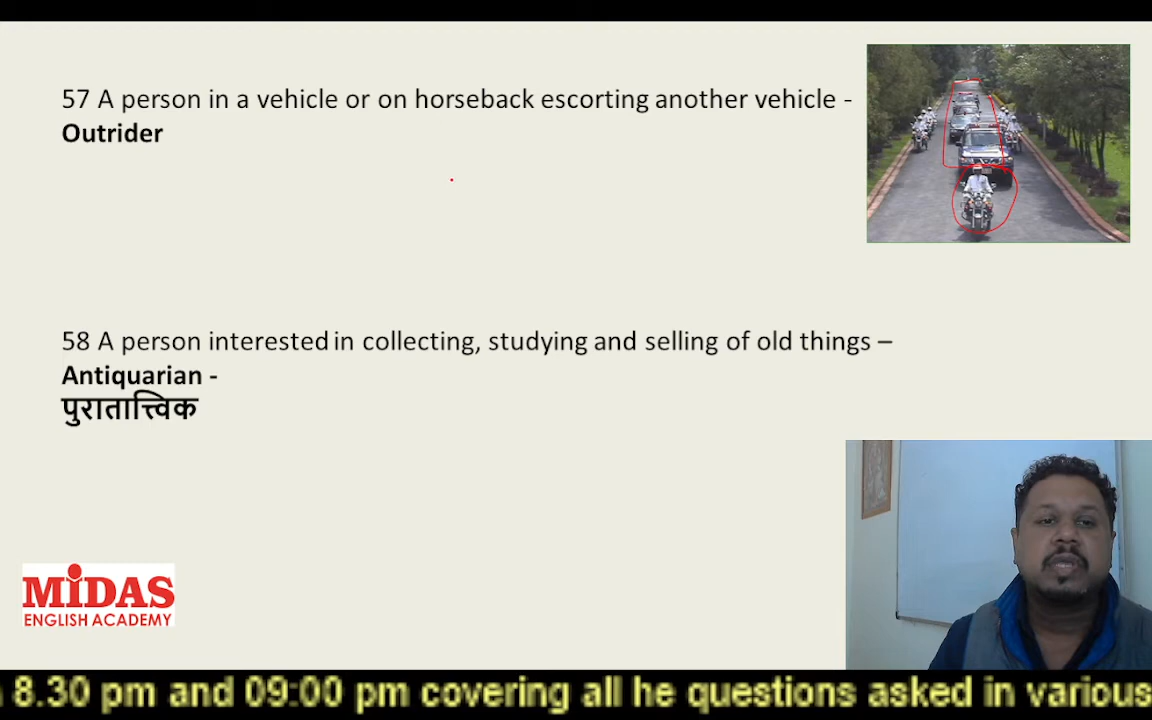 57 A person in a vehicle or on horseback escorting another vehicle -
Outrider
58 A person interested in collecting, studying and selling of old things –
Antiquarian -
पुरातात्त्विक
MiDAS
ENGLISH ACADEMY
8.30 pm and 09:00 pm covering all he questions asked in various